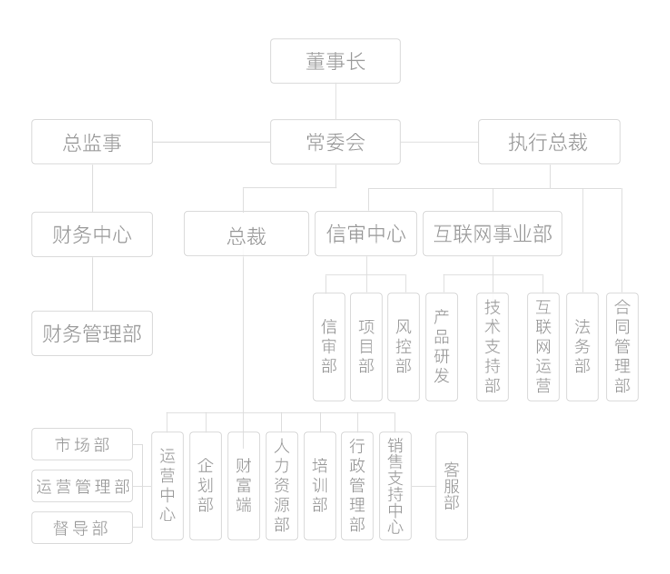 董事长
总监事
常委会
执行总裁
财务中心
总裁
信审中心
互联网事业部
财务管理部
信审部
项目部
风控部
产品研发
技术支持部
互联网运营
法务部
合同管理部
市场部
运营管理部
督导部
运营中心
企划部
财富端
人力资源部
培训部
行政管理部
销售支持中心
客服部